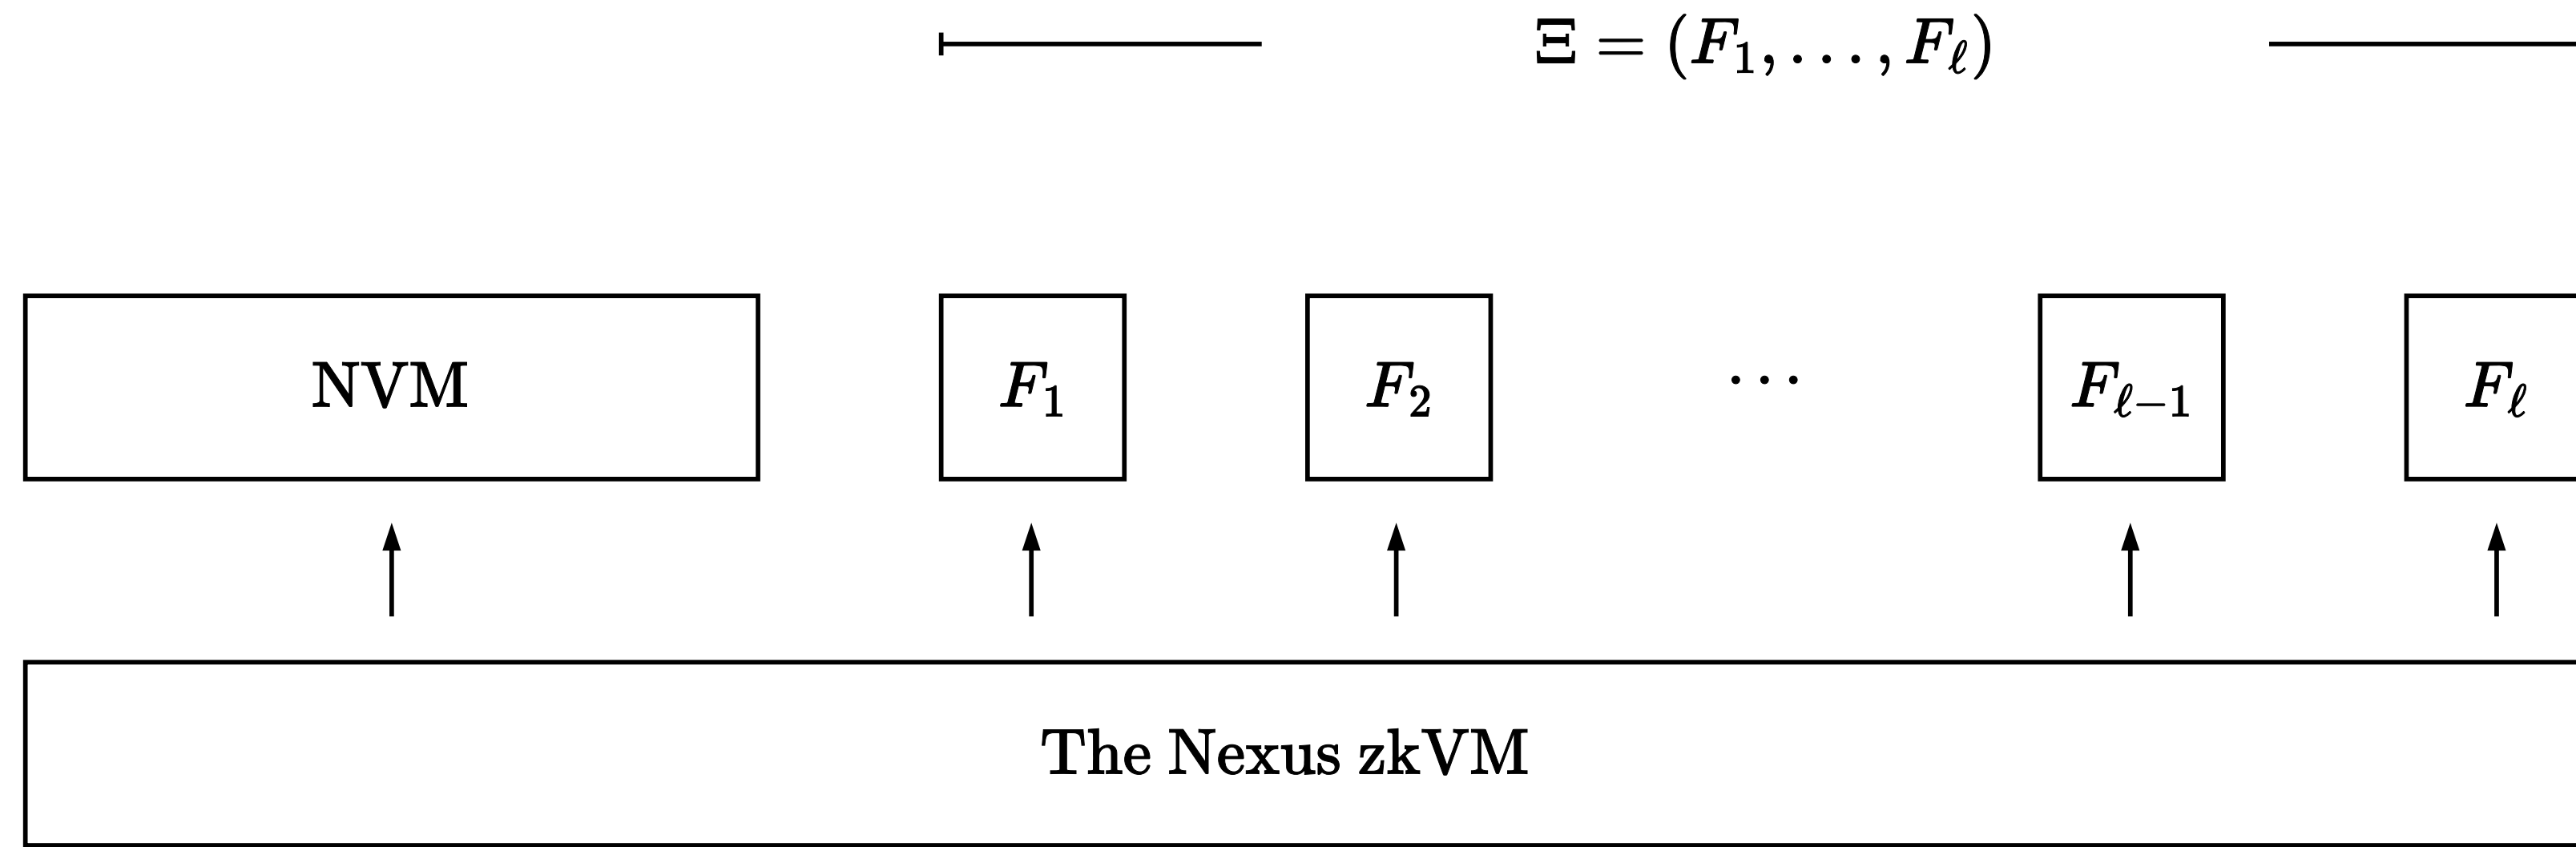 Ξ = (F₁, . . . , F_ℓ)
NVM F₁ F₂ · · · F_ℓ₋₁ F_ℓ
The Nexus zkVM